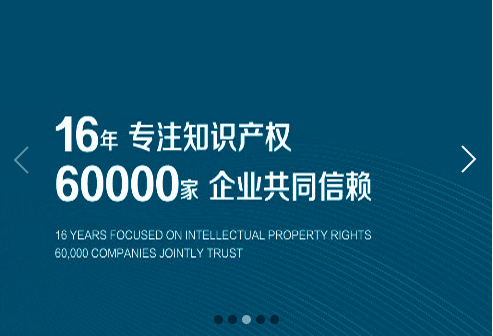 16年 专注知识产权
60000家 企业共同信赖
16 YEARS FOCUSED ON INTELLECTUAL PROPERTY RIGHTS
60,000 COMPANIES JOINTLY TRUST